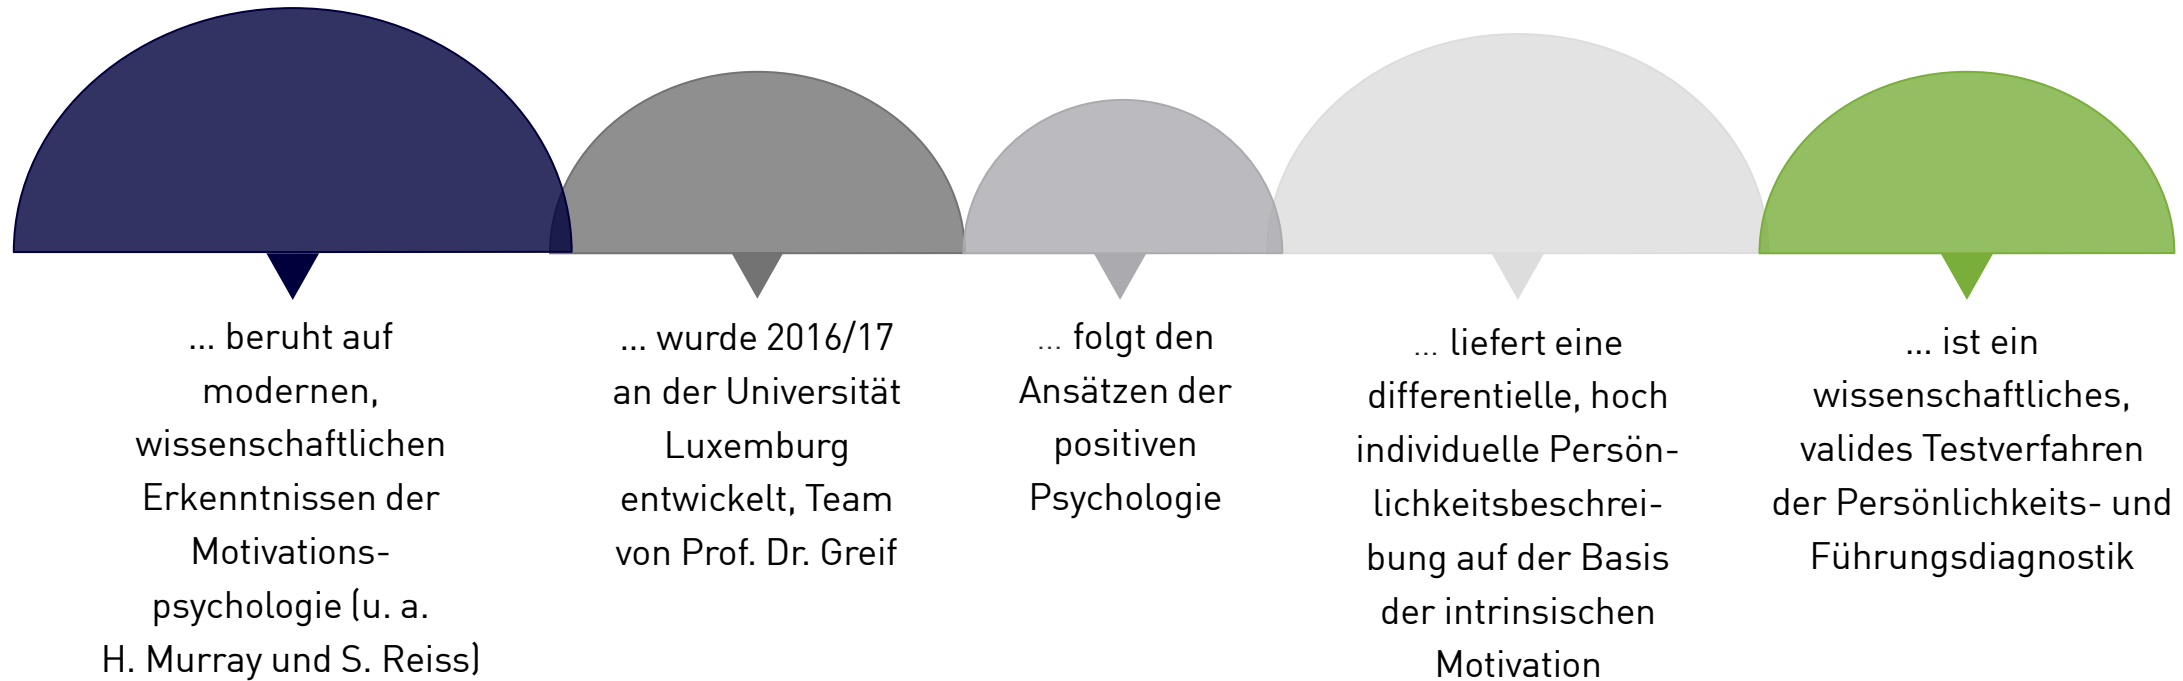 ... beruht auf
modernen,
wissenschaftlichen
Erkenntnissen der
Motivations-
psychologie (u. a.
H. Murray und S. Reiss)
... wurde 2016/17
an der Universität
Luxemburg
entwickelt, Team
von Prof. Dr. Greif
... folgt den
Ansätzen der
positiven
Psychologie
... liefert eine
differentielle, hoch
individuelle Persön-
lichkeitsbeschrei-
bung auf der Basis
der intrinsischen
Motivation
... ist ein
wissenschaftliches,
valides Testverfahren
der Persönlichkeits- und
Führungsdiagnostik